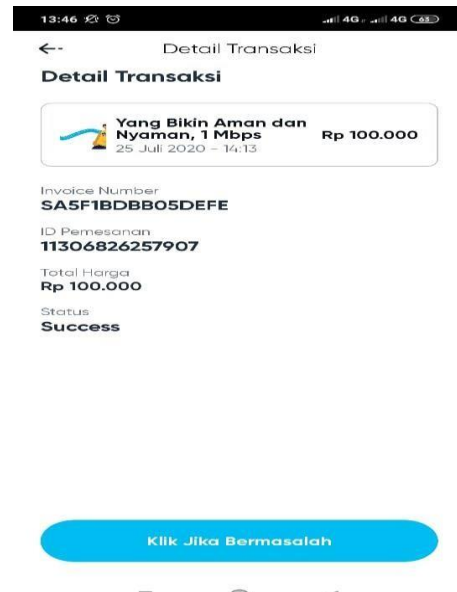 13:46
4G 4G 63
Detail Transaksi
Detail Transaksi
Yang Bikin Aman dan
Nyaman, 1 Mbps
Rp 100.000
25 Juli 2020 - 14:13
Invoice Number
SA5F1BDBB05DEFE
ID Pemesanan
11306826257907
Total Harga
Rp 100.000
Status
Success
Klik Jika Bermasalah